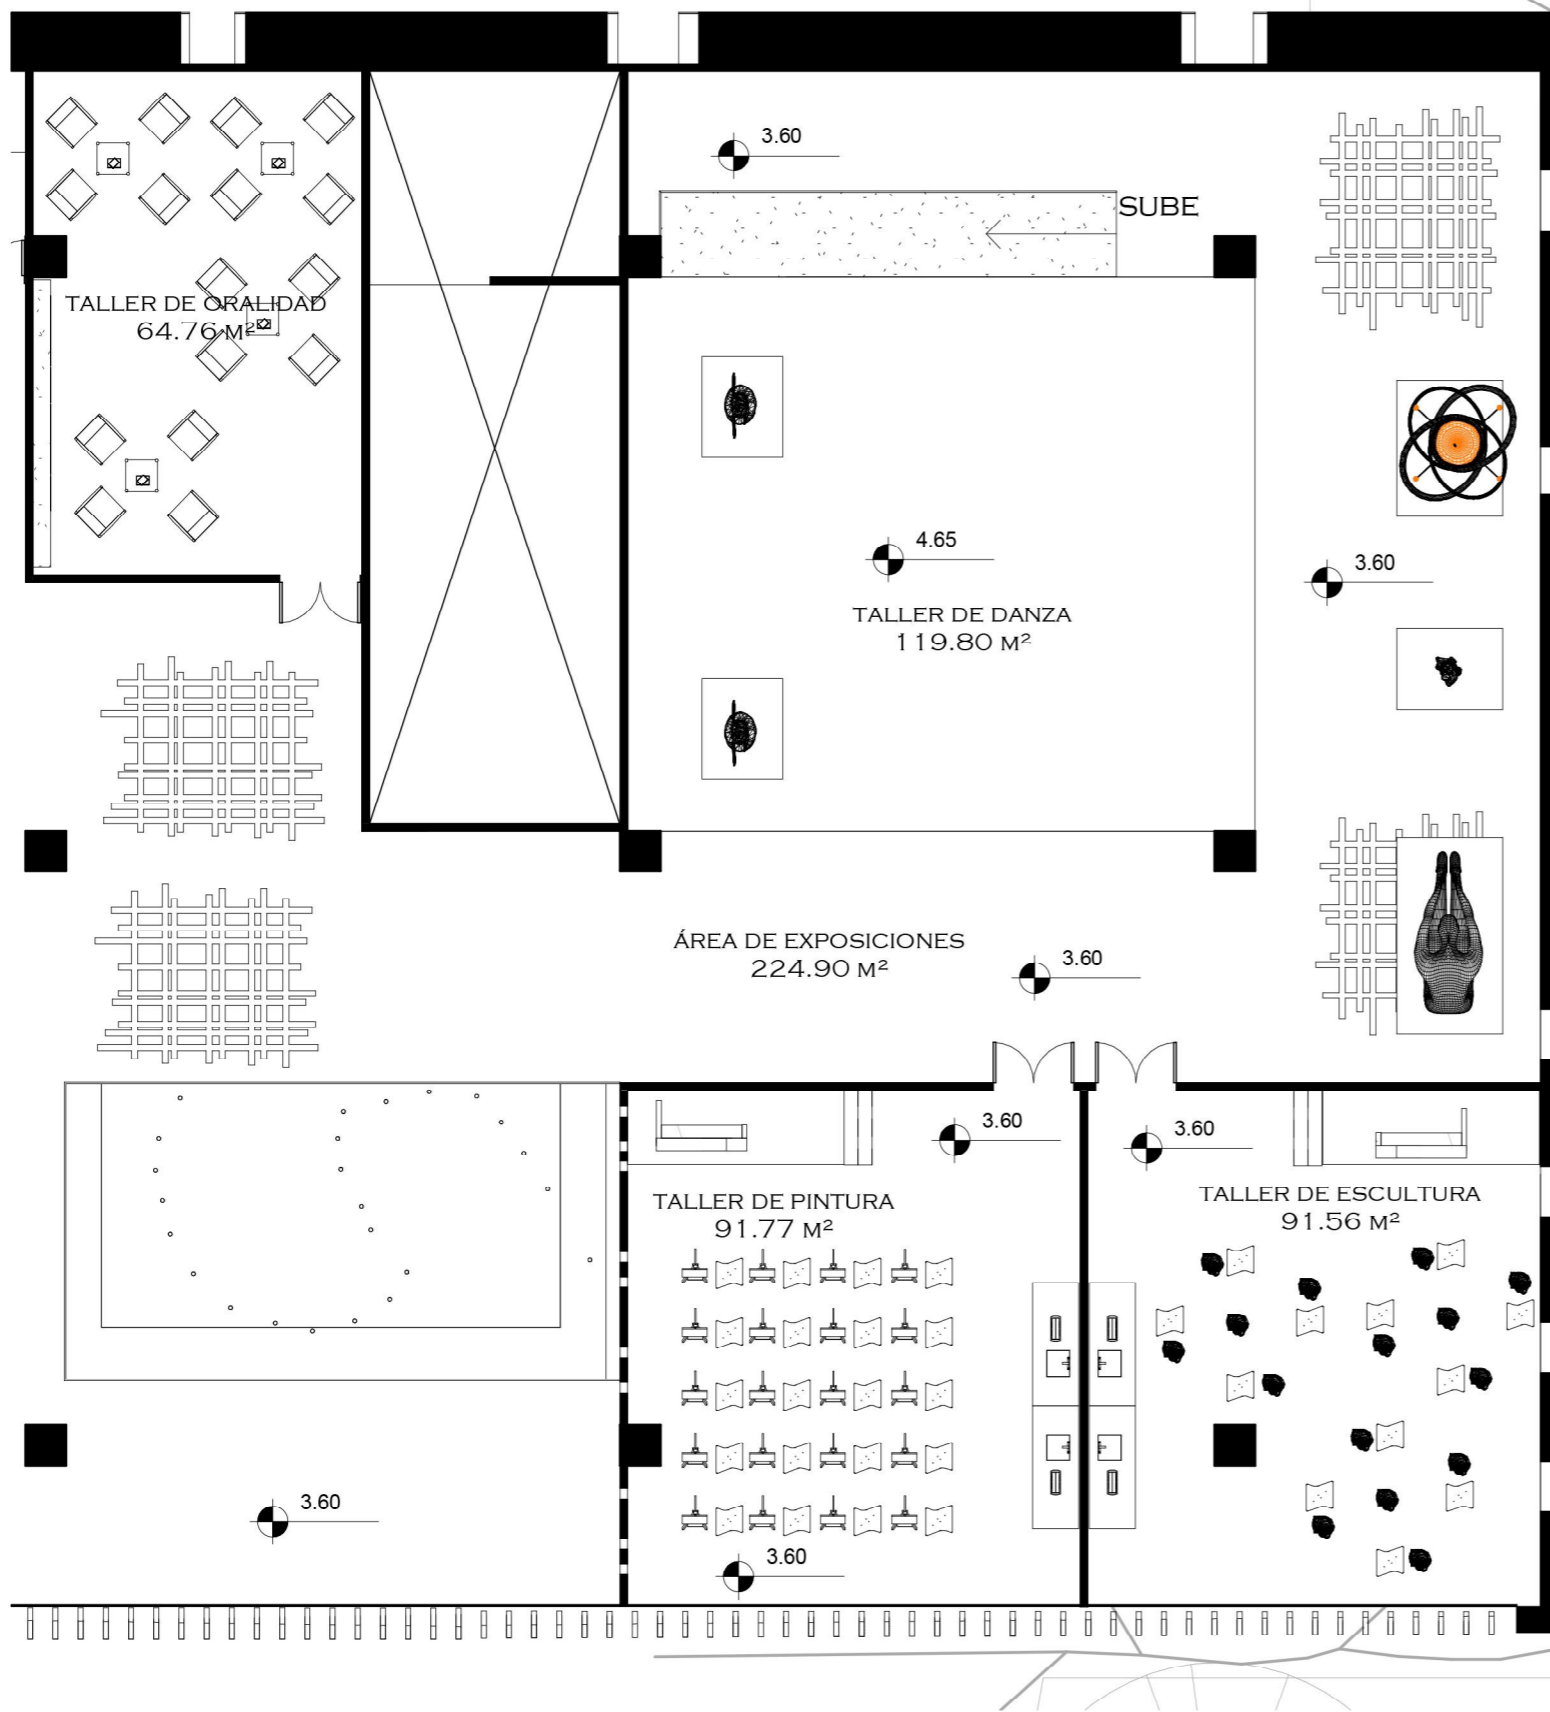 3.60
SUBE
TALLER DE ORALIDAD
64.76 M²
4.65
3.60
TALLER DE DANZA
119.80 M²
ÁREA DE EXPOSICIONES
224.90 M²
3.60
3.60
3.60
TALLER DE PINTURA
91.77 M²
TALLER DE ESCULTURA
91.56 M²
3.60
3.60